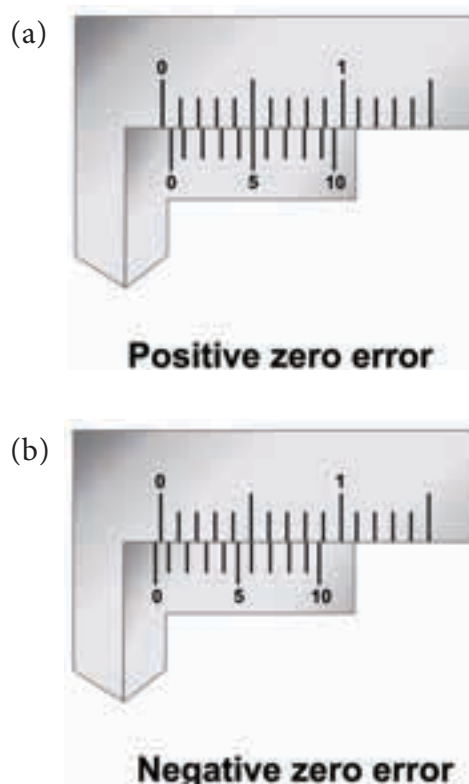 (a)
0 1
0 5 10
Positive zero error
(b)
0 1
0 5 10
Negative zero error